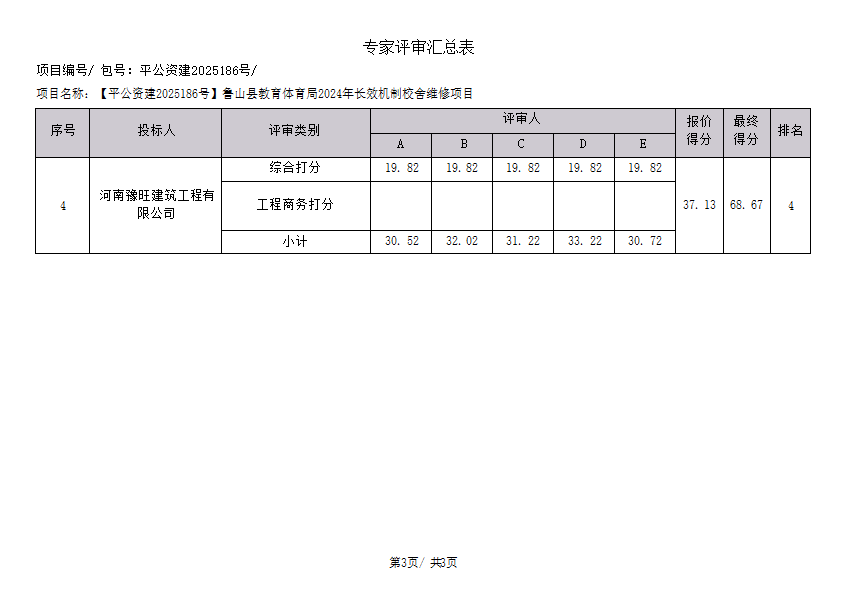 专家评审汇总表
项目编号/ 包号: 平公资建2025186号/
项目名称: 【平公资建2025186号】鲁山县教育体育局2024年长效机制校舍维修项目
序号 投标人 评审类别 评审人 报价得分 最终得分 排名
A B C D E
综合打分 19.82 19.82 19.82 19.82 19.82
4 河南豫旺建筑工程有限公司 工程商务打分 37.13 68.67 4
小计 30.52 32.02 31.22 33.22 30.72
第3页/ 共3页